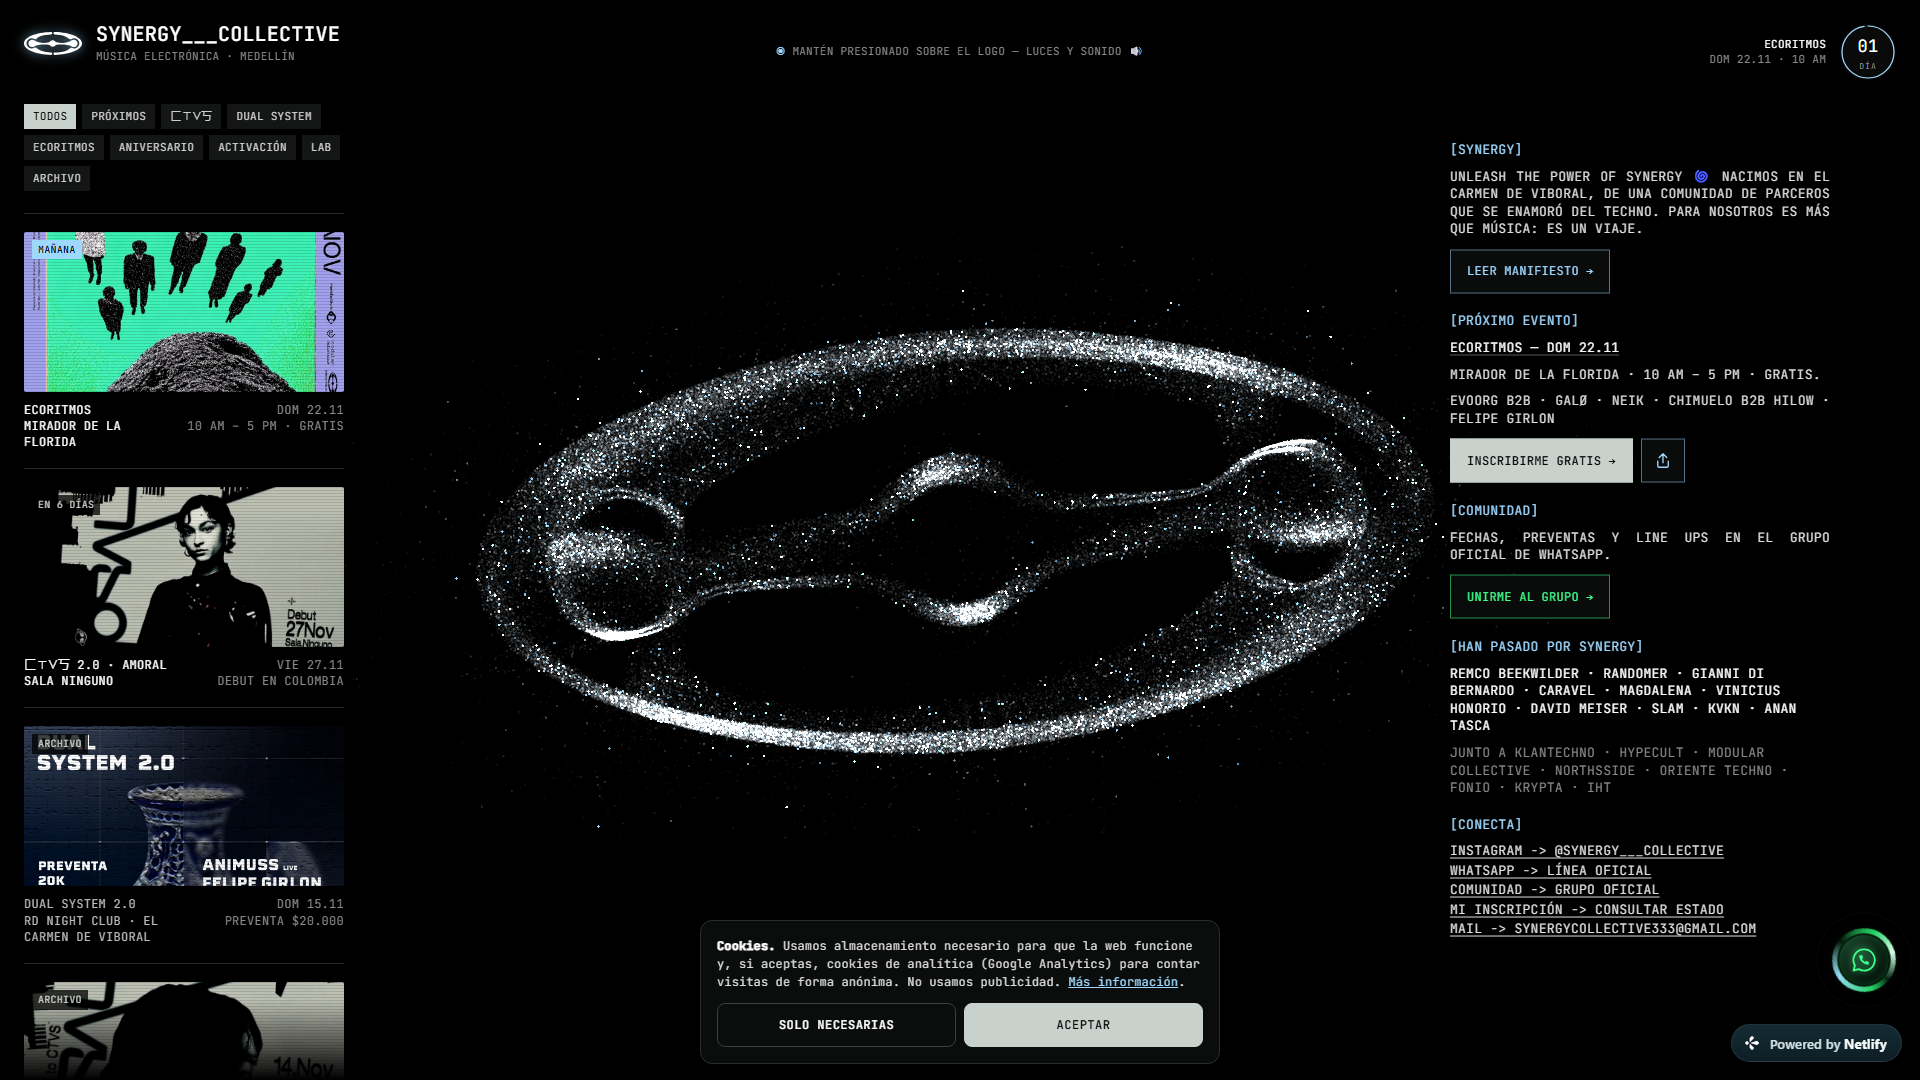 SYNERGY___COLLECTIVE
MÚSICA ELECTRÓNICA · MEDELLÍN
MANTÉN PRESIONADO SOBRE EL LOGO — LUCES Y SONIDO
ECORITMOS
DOM 22.11 · 10 AM
01
DÍA
TODOS
PRÓXIMOS
DUAL SYSTEM
ECORITMOS
ANIVERSARIO
ACTIVACIÓN
LAB
ARCHIVO
MAÑANA
NOV
ECORITMOS
MIRADOR DE LA
FLORIDA
DOM 22.11
10 AM – 5 PM · GRATIS
EN 6 DÍAS
Debut
27Nov
Sala Ninguno
2.0 · AMORAL
SALA NINGUNO
VIE 27.11
DEBUT EN COLOMBIA
ARCHIVO
SYSTEM 2.0
PREVENTA
20K
ANIMUSS LIVE
FELIPE GIRLON
DUAL SYSTEM 2.0
RD NIGHT CLUB · EL
CARMEN DE VIBORAL
DOM 15.11
PREVENTA $20.000
ARCHIVO
14.Nov
[SYNERGY]
UNLEASH THE POWER OF SYNERGY 🌀 NACIMOS EN EL
CARMEN DE VIBORAL, DE UNA COMUNIDAD DE PARCEROS
QUE SE ENAMORÓ DEL TECHNO. PARA NOSOTROS ES MÁS
QUE MÚSICA: ES UN VIAJE.
LEER MANIFIESTO →
[PRÓXIMO EVENTO]
ECORITMOS — DOM 22.11
MIRADOR DE LA FLORIDA · 10 AM – 5 PM · GRATIS.
EVOORG B2B · GALØ · NEIK · CHIMUELO B2B HILOW ·
FELIPE GIRLON
INSCRIBIRME GRATIS →
[COMUNIDAD]
FECHAS, PREVENTAS Y LINE UPS EN EL GRUPO
OFICIAL DE WHATSAPP.
UNIRME AL GRUPO →
[HAN PASADO POR SYNERGY]
REMCO BEEKWILDER · RANDOMER · GIANNI DI
BERNARDO · CARAVEL · MAGDALENA · VINICIUS
HONORIO · DAVID MEISER · SLAM · KVKN · ANAN
TASCA
JUNTO A KLANTECHNO · HYPECULT · MODULAR
COLLECTIVE · NORTHSSIDE · ORIENTE TECHNO ·
FONIO · KRYPTA · IHT
[CONECTA]
INSTAGRAM -> @SYNERGY___COLLECTIVE
WHATSAPP -> LÍNEA OFICIAL
COMUNIDAD -> GRUPO OFICIAL
MI INSCRIPCIÓN -> CONSULTAR ESTADO
MAIL -> SYNERGYCOLLECTIVE333@GMAIL.COM
Cookies. Usamos almacenamiento necesario para que la web funcione
y, si aceptas, cookies de analítica (Google Analytics) para contar
visitas de forma anónima. No usamos publicidad. Más información.
SOLO NECESARIAS
ACEPTAR
Powered by Netlify